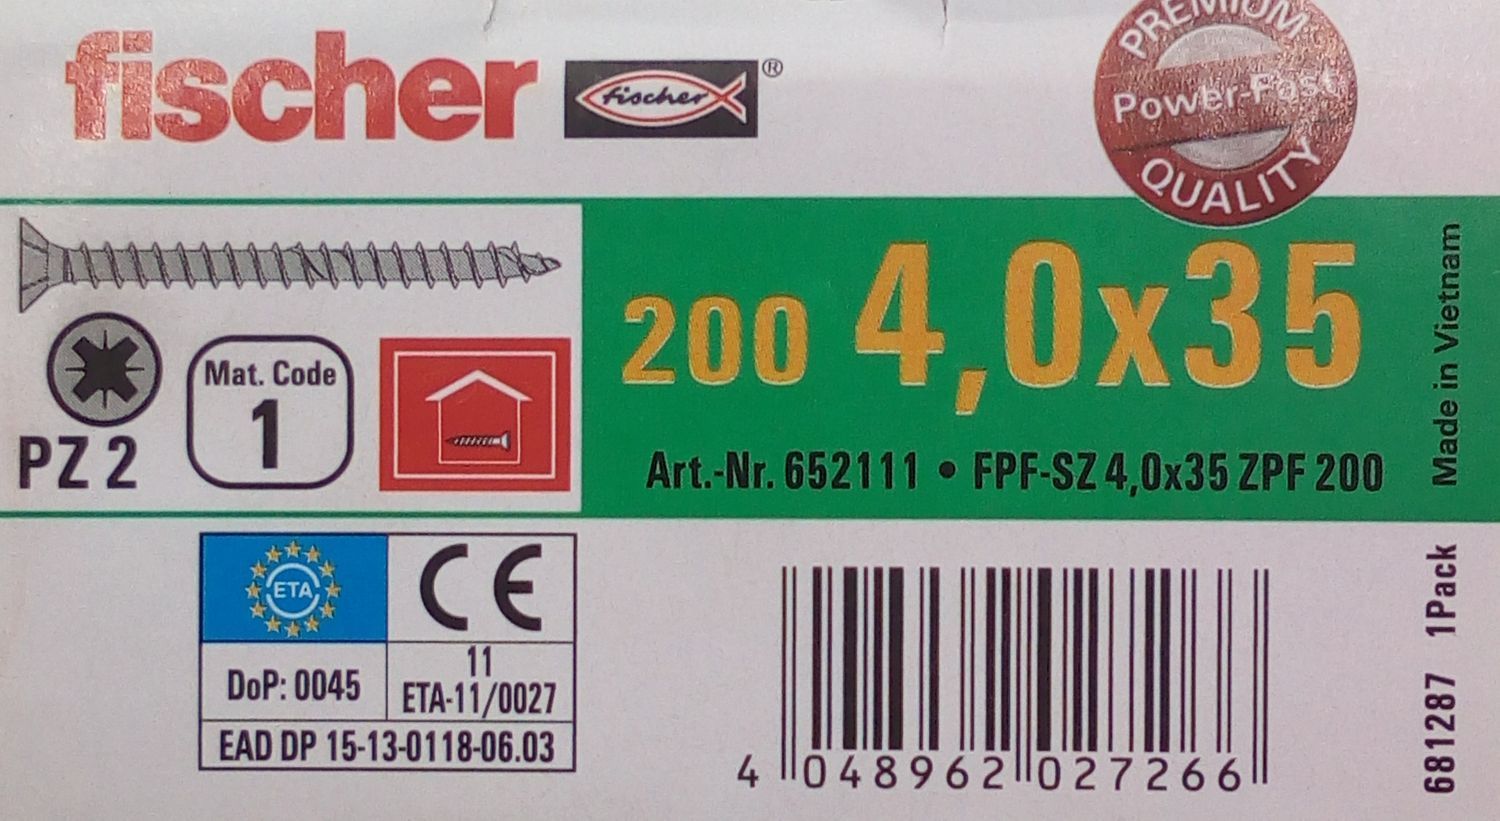 fischer
fischer ®
PREMIUM
Power-Fast
QUALITY
200 4,0x35
Made in Vietnam
Mat. Code
1
PZ 2
Art.-Nr. 652111 • FPF-SZ 4,0x35 ZPF 200
ETA
CE
DoP: 0045
11
ETA-11/0027
EAD DP 15-13-0118-06.03
4 048962 027266
681287 1Pack